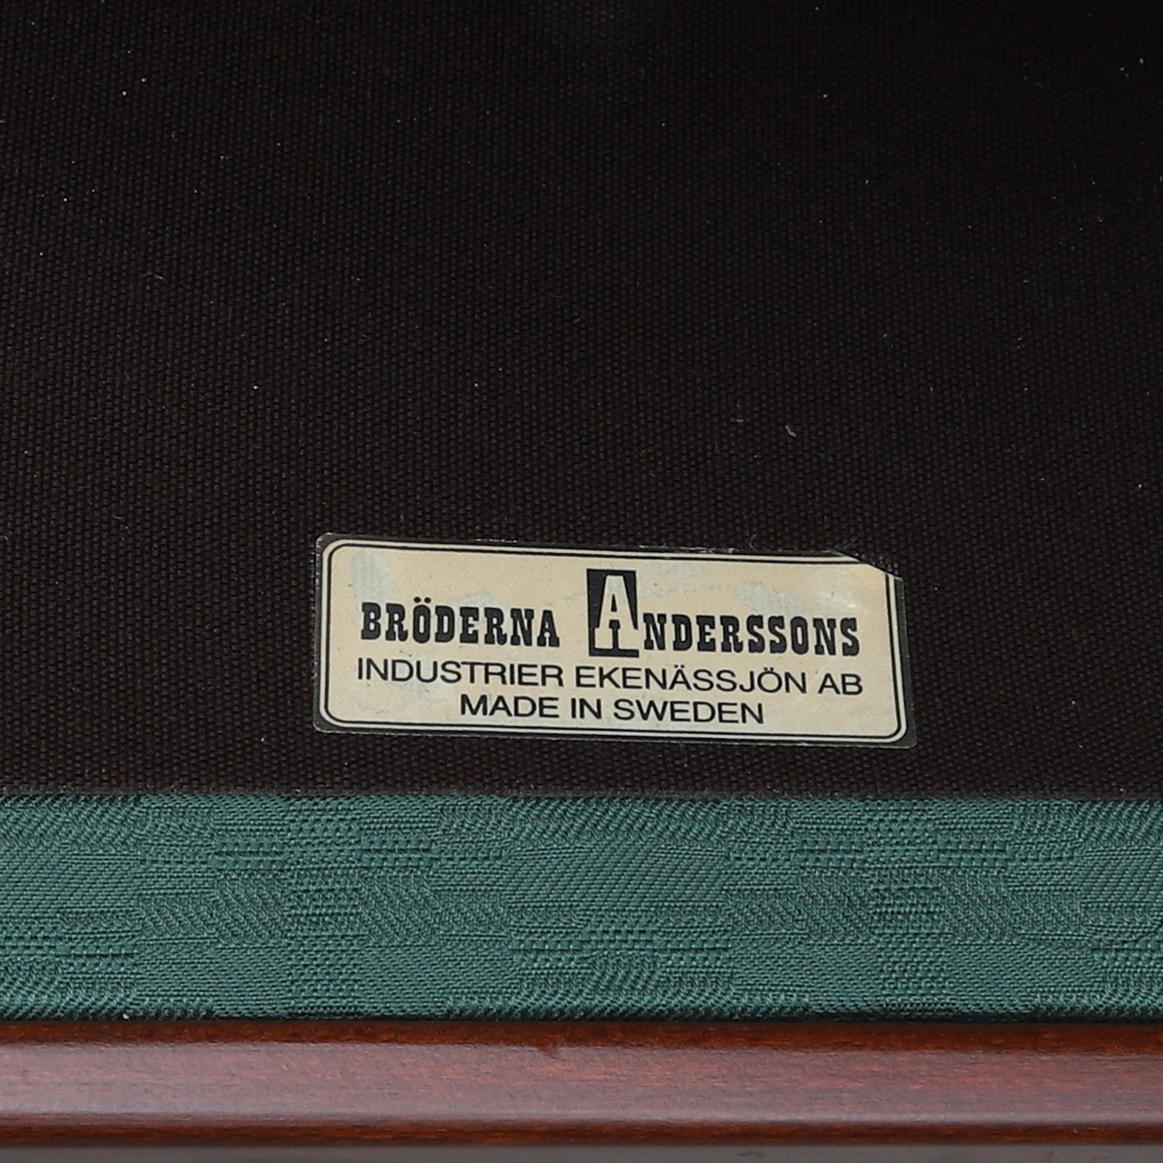 BRÖDERNA ANDERSSONS
INDUSTRIER EKENÄSSJÖN AB
MADE IN SWEDEN